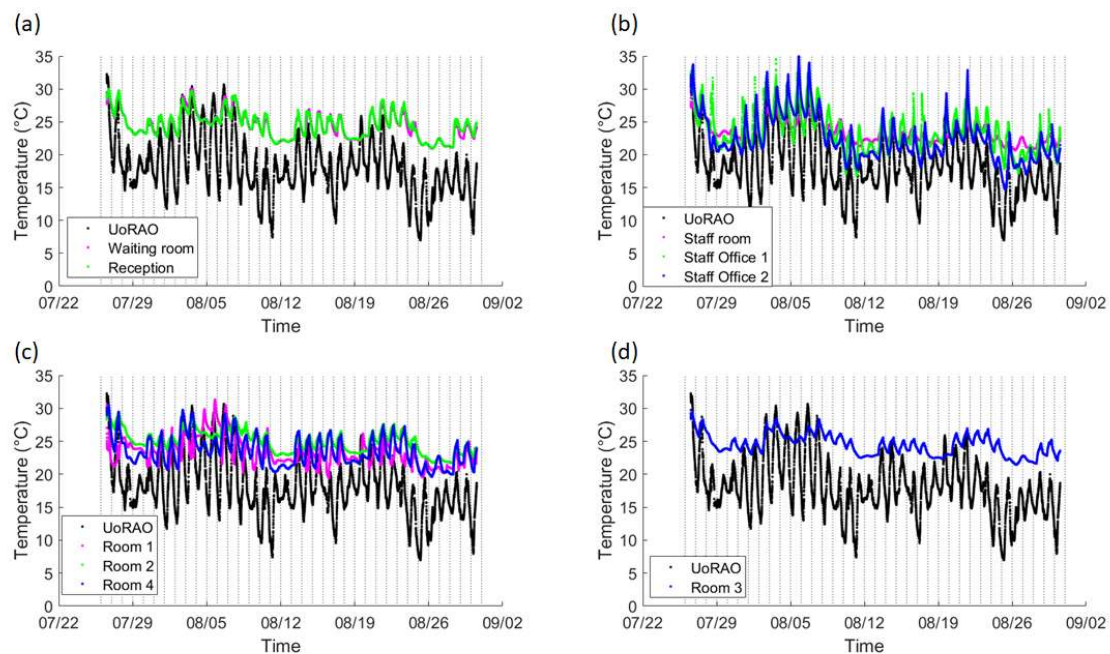 (a)
Temperature (°C)
35
30
25
20
15
10
5
0
UoRAO
Waiting room
Reception
07/22 07/29 08/05 08/12 08/19 08/26 09/02
Time
(b)
Temperature (°C)
35
30
25
20
15
10
5
0
UoRAO
Staff room
Staff Office 1
Staff Office 2
07/22 07/29 08/05 08/12 08/19 08/26 09/02
Time
(c)
Temperature (°C)
35
30
25
20
15
10
5
0
UoRAO
Room 1
Room 2
Room 4
07/22 07/29 08/05 08/12 08/19 08/26 09/02
Time
(d)
Temperature (°C)
35
30
25
20
15
10
5
0
UoRAO
Room 3
07/22 07/29 08/05 08/12 08/19 08/26 09/02
Time